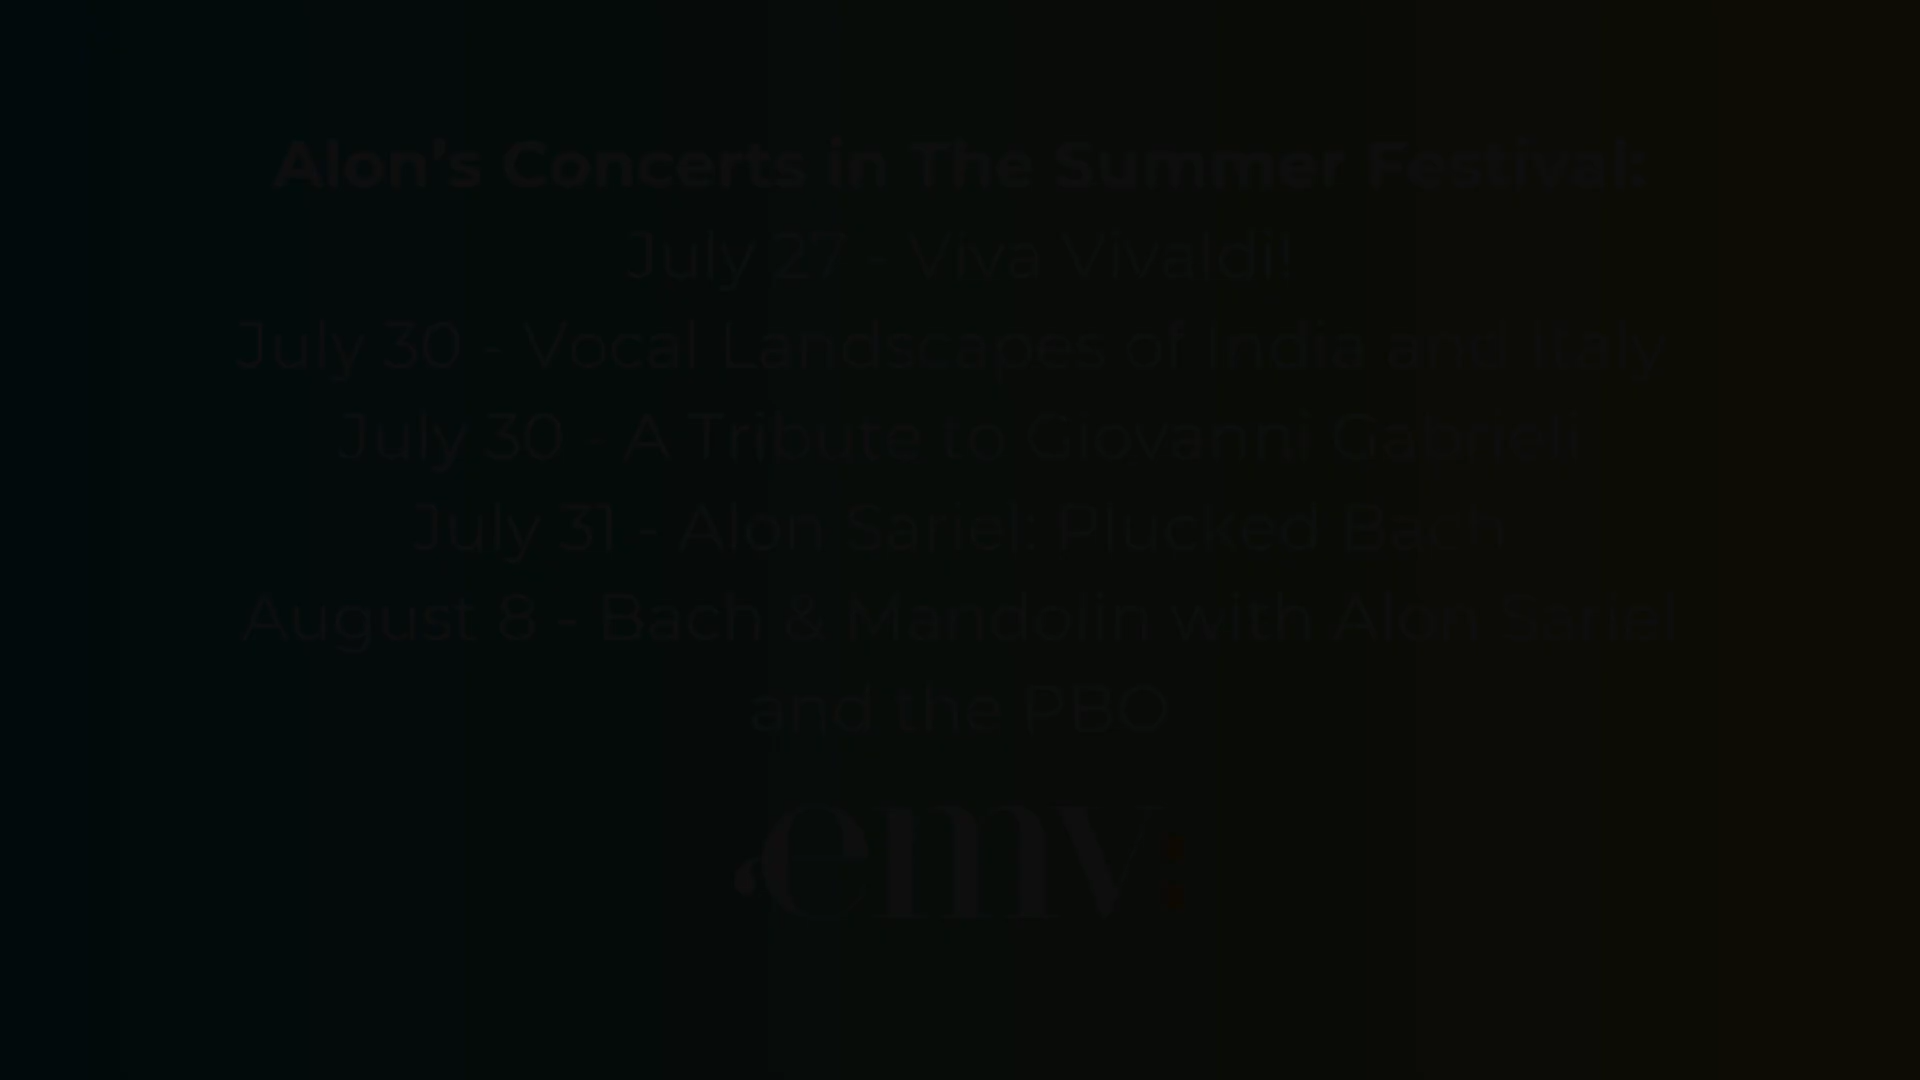 Alon's Concerts in The Summer Festival:
July 27 - Viva Vivaldi!
July 30 - Vocal Landscapes of India and Italy
July 30 - A Tribute to Giovanni Gabrieli
July 31 - Alon Sariel: Plucked Bach
August 8 - Bach & Mandolin with Alon Sariel
and the PBO
emv: